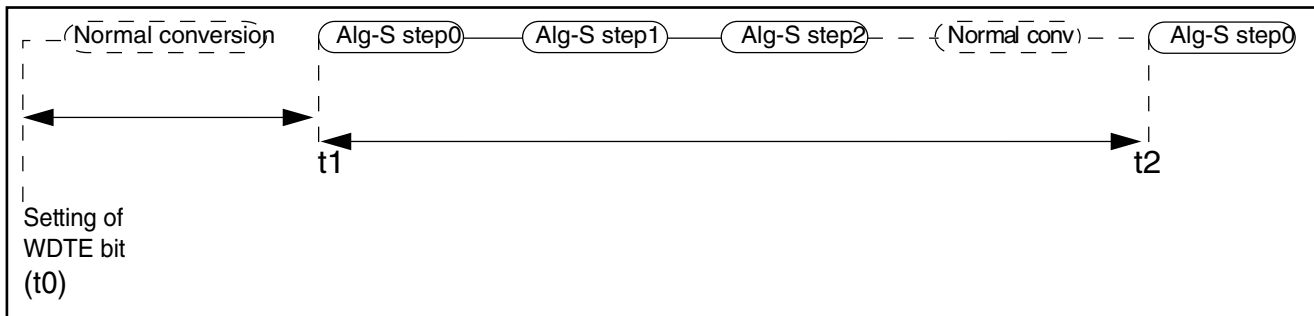 Normal conversion
Alg-S step0
Alg-S step1
Alg-S step2
Normal conv
Alg-S step0
t1
t2
Setting of
WDTE bit
(t0)